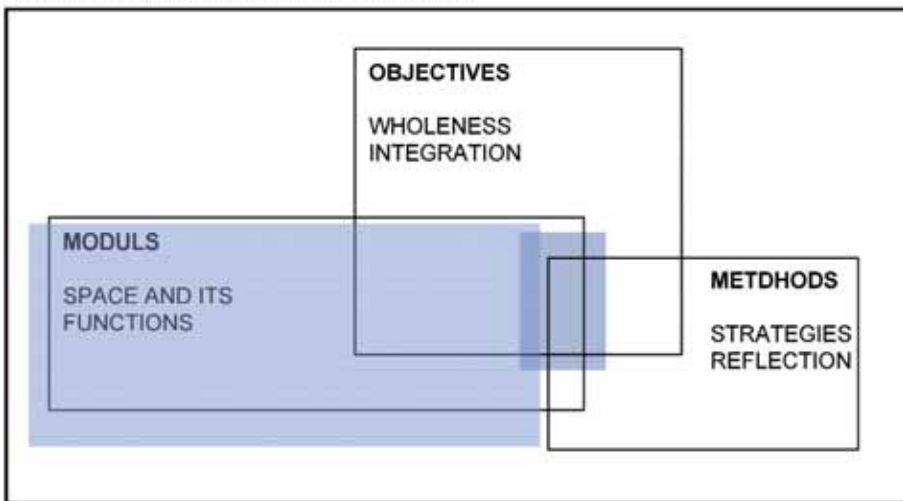 OBJECTIVES
WHOLENESS
INTEGRATION
MODULS
SPACE AND ITS
FUNCTIONS
METDHODS
STRATEGIES
REFLECTION